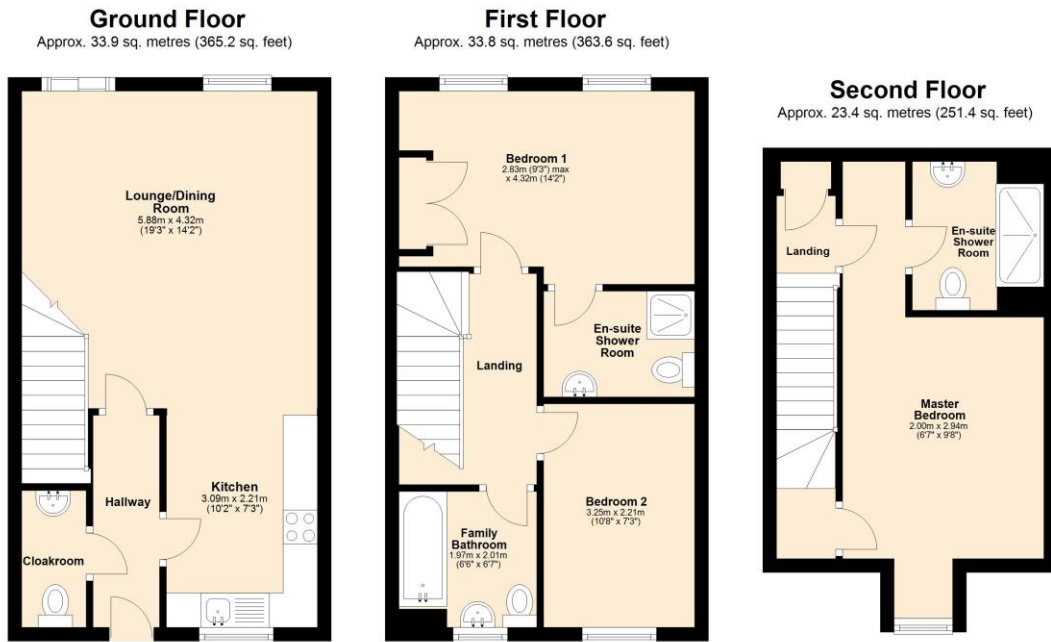 Ground Floor
Approx. 33.9 sq. metres (365.2 sq. feet)
Lounge/Dining
Room
5.88m x 4.32m
(19'3" x 14'2")
Kitchen
3.09m x 2.21m
(10'2" x 7'3")
Hallway
Cloakroom
First Floor
Approx. 33.8 sq. metres (363.6 sq. feet)
Bedroom 1
2.83m (9'3") max
x 4.32m (14'2")
En-suite
Shower
Room
Landing
Bedroom 2
3.25m x 2.21m
(10'8" x 7'3")
Family
Bathroom
1.97m x 2.01m
(6'6" x 6'7")
Second Floor
Approx. 23.4 sq. metres (251.4 sq. feet)
Landing
En-suite
Shower
Room
Master
Bedroom
2.00m x 2.94m
(6'7" x 9'8")